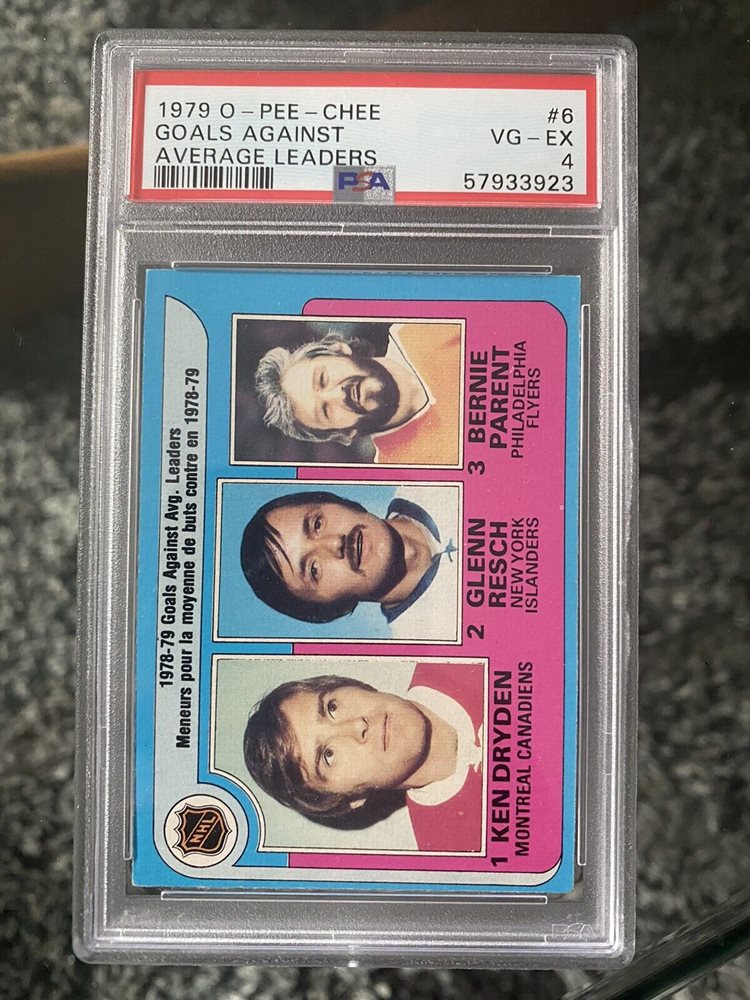 1979 O-PEE-CHEE #6
GOALS AGAINST VG-EX
AVERAGE LEADERS 4
PSA 57933923
1978-79 Goals Against Avg. Leaders
Meneurs pour la moyenne de buts contre en 1978-79
NHL
1 KEN DRYDEN
MONTREAL CANADIENS
2 GLENN
RESCH
NEW YORK
ISLANDERS
3 BERNIE
PARENT
PHILADELPHIA
FLYERS
PSA